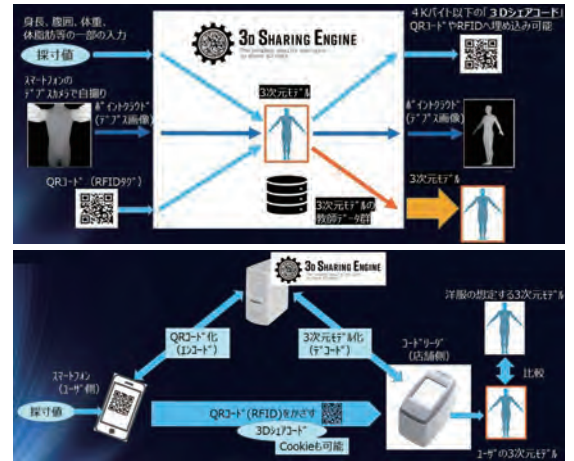 身長、腹囲、体重、
体脂肪等の一部の入力
採寸値
スマートフォンの
デプスカメラで自撮り
ポイントクラウド
(デプス画像)
QRコード (RFIDタグ)
3D SHARING ENGINE
3次元モデル
3次元モデルの
教師データ群
4Kバイト以下の「3Dシェアコード」
QRコードやRFIDへ埋め込み可能
ポイントクラウド
(デプス画像)
3次元モデル
3D SHARING ENGINE
QRコード化
(エンコード)
3次元モデル化
(デコード)
スマートフォン
(ユーザ側)
採寸値
QRコード(RFID)をかざす
3Dシェアコード
Cookieも可能
コードリーダ
(店舗側)
洋服の想定する3次元モデル
比較
ユーザの3次元モデル